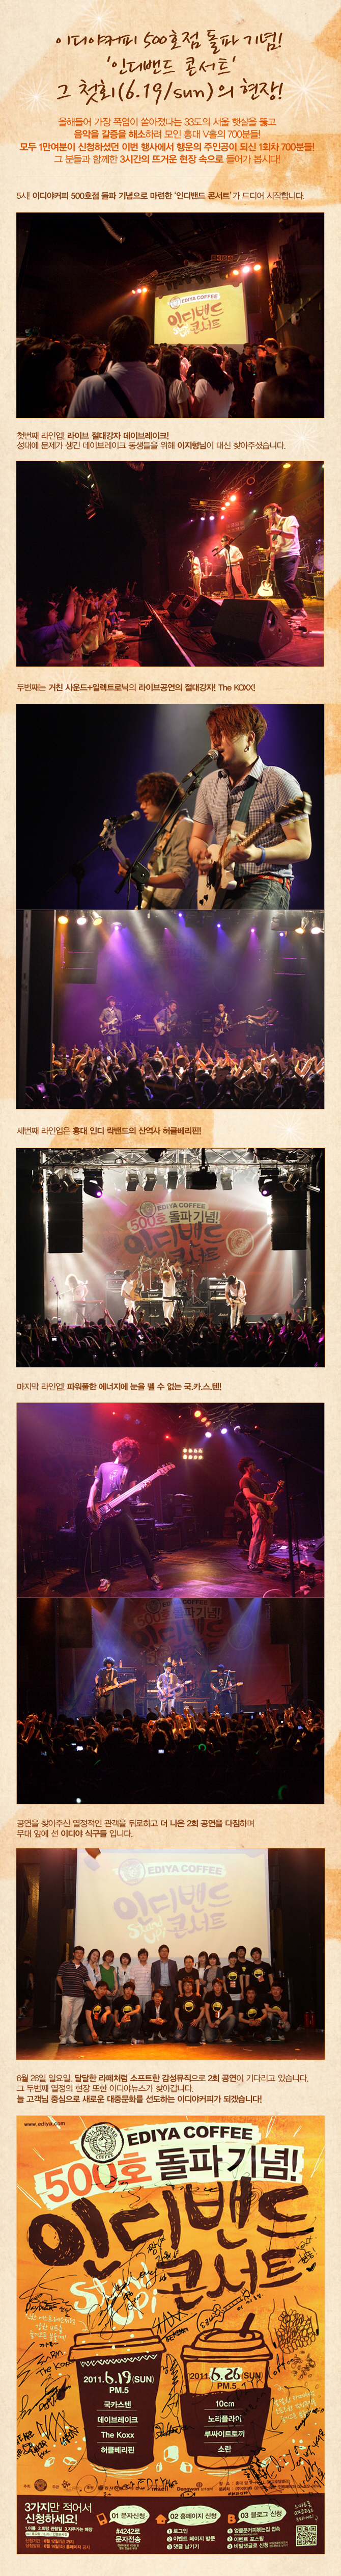 이디야커피 500호점 돌파 기념!
'인디밴드 콘서트'
그 첫회(6.19/sun)의 현장!
올해들어 가장 폭염이 쏟아졌다는 33도의 서울 햇살을 뚫고
음악을 갈증을 해소하려 모인 홍대 V홀의 700분들!
모두 1만여분이 신청하셨던 이번 행사에서 행운의 주인공이 되신 1회차 700분들!
그 분들과 함께한 3시간의 뜨거운 현장 속으로 들어가 봅시다!
5시! 이디야커피 500호점 돌파 기념으로 마련한 '인디밴드 콘서트'가 드디어 시작합니다.
EDIYA COFFEE
인디밴드
콘서트
첫번째 라인업! 라이브 절대강자 데이브레이크!
성대에 문제가 생긴 데이브레이크 동생들을 위해 이지형님이 대신 찾아주셨습니다.
두번째는 거친 사운드+일렉트로닉의 라이브공연의 절대강자! The KOXX!
세번째 라인업은 홍대 인디 락밴드의 산역사 허클베리핀!
EDIYA COFFEE
500호 돌파기념!
인디밴드
콘서트
마지막 라인업! 파워풀한 에너지에 눈을 뗄 수 없는 국.카.스.텐!
공연을 찾아주신 열정적인 관객을 뒤로하고 더 나은 2회 공연을 다짐하며
무대 앞에 선 이디야 식구들 입니다.
EDIYA COFFEE
인디밴드
콘서트
6월 26일 일요일, 달달한 라떼처럼 소프트한 감성뮤직으로 2회 공연이 기다리고 있습니다.
그 두번째 열정의 현장 또한 이디야뉴스가 찾아갑니다.
늘 고객님 중심으로 새로운 대중문화를 선도하는 이디야커피가 되겠습니다!
www.ediya.com
EDIYA COFFEE
500호 돌파기념!
인디밴드
콘서트
2011.6.19(SUN)
PM.5
국카스텐
데이브레이크
The Koxx
허클베리핀
2011.6.26(SUN)
PM.5
10cm
노리플라이
루싸이트토끼
소란
3가지만 적어서
신청하세요!
01 문자신청
#4242로
문자전송
02 홈페이지 신청
1 로그인
2 이벤트 페이지 방문
3 댓글 남기기
03 블로그 신청